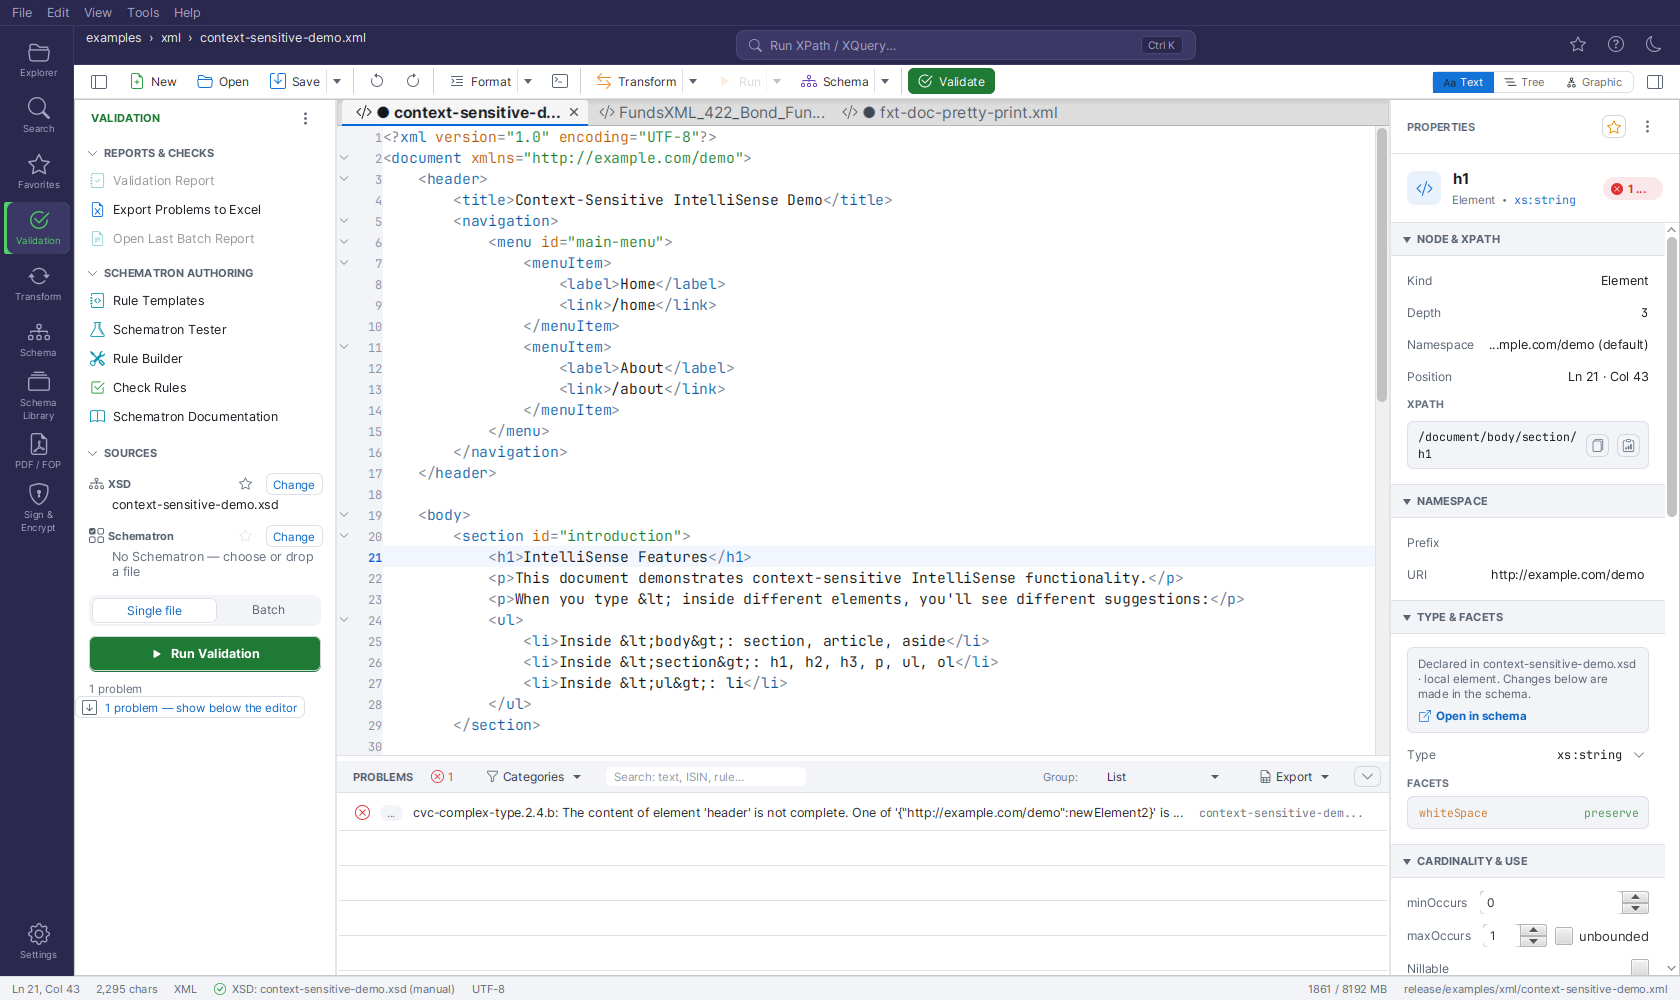 File Edit View Tools Help
examples › xml › context-sensitive-demo.xml
Run XPath / XQuery... Ctrl K
Explorer
Search
Favorites
Validation
Transform
Schema
Schema Library
PDF / FOP
Sign & Encrypt
Settings
New Open Save Format Transform Run Schema Validate
Aa Text Tree Graphic
VALIDATION
REPORTS & CHECKS
Validation Report
Export Problems to Excel
Open Last Batch Report
SCHEMATRON AUTHORING
Rule Templates
Schematron Tester
Rule Builder
Check Rules
Schematron Documentation
SOURCES
XSD Change
context-sensitive-demo.xsd
Schematron Change
No Schematron — choose or drop
a file
Single file Batch
Run Validation
1 problem
1 problem — show below the editor
context-sensitive-d... × FundsXML_422_Bond_Fun... fxt-doc-pretty-print.xml
1 <?xml version="1.0" encoding="UTF-8"?>
2 <document xmlns="http://example.com/demo">
3 <header>
4 <title>Context-Sensitive IntelliSense Demo</title>
5 <navigation>
6 <menu id="main-menu">
7 <menuItem>
8 <label>Home</label>
9 <link>/home</link>
10 </menuItem>
11 <menuItem>
12 <label>About</label>
13 <link>/about</link>
14 </menuItem>
15 </menu>
16 </navigation>
17 </header>
18
19 <body>
20 <section id="introduction">
21 <h1>IntelliSense Features</h1>
22 <p>This document demonstrates context-sensitive IntelliSense functionality.</p>
23 <p>When you type &lt; inside different elements, you'll see different suggestions:</p>
24 <ul>
25 <li>Inside &lt;body&gt;: section, article, aside</li>
26 <li>Inside &lt;section&gt;: h1, h2, h3, p, ul, ol</li>
27 <li>Inside &lt;ul&gt;: li</li>
28 </ul>
29 </section>
30
PROBLEMS 1 Categories Search: text, ISIN, rule... Group: List Export
... cvc-complex-type.2.4.b: The content of element 'header' is not complete. One of '{"http://example.com/demo":newElement2}' is ... context-sensitive-dem...
PROPERTIES
h1 1 ...
Element • xs:string
NODE & XPATH
Kind Element
Depth 3
Namespace ...mple.com/demo (default)
Position Ln 21 · Col 43
XPATH
/document/body/section/
h1
NAMESPACE
Prefix
URI http://example.com/demo
TYPE & FACETS
Declared in context-sensitive-demo.xsd
· local element. Changes below are
made in the schema.
Open in schema
Type xs:string
FACETS
whiteSpace preserve
CARDINALITY & USE
minOccurs 0
maxOccurs 1 unbounded
Nillable
Ln 21, Col 43 2,295 chars XML XSD: context-sensitive-demo.xsd (manual) UTF-8 1861 / 8192 MB release/examples/xml/context-sensitive-demo.xml